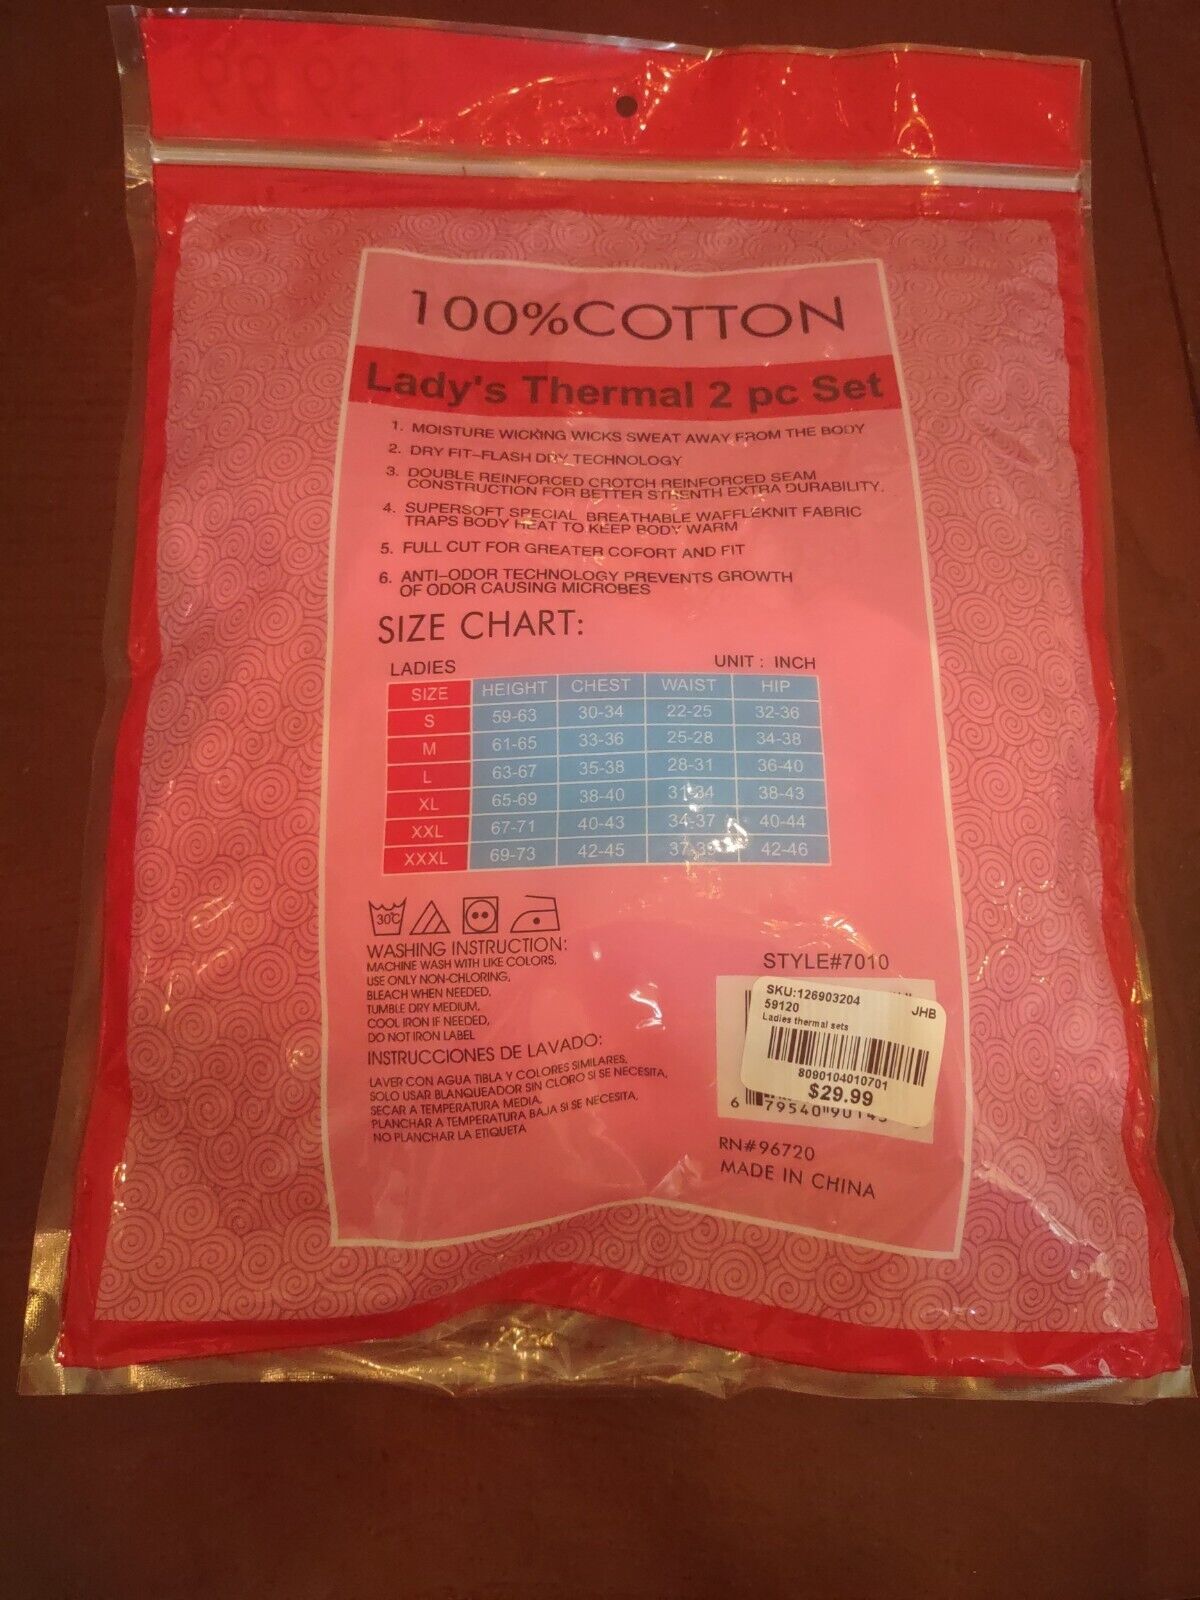 100%COTTON
Lady's Thermal 2 pc Set
1. MOISTURE WICKING WICKS SWEAT AWAY FROM THE BODY
2. DRY FIT-FLASH DRY TECHNOLOGY
3. DOUBLE REINFORCED CROTCH REINFORCED SEAM
CONSTRUCTION FOR BETTER STRENTH EXTRA DURABILITY.
4. SUPERSOFT SPECIAL BREATHABLE WAFFLEKNIT FABRIC
TRAPS BODY HEAT TO KEEP BODY WARM
5. FULL CUT FOR GREATER COFORT AND FIT
6. ANTI-ODOR TECHNOLOGY PREVENTS GROWTH
OF ODOR CAUSING MICROBES
SIZE CHART:
LADIES UNIT : INCH
SIZE HEIGHT CHEST WAIST HIP
S 59-63 30-34 22-25 32-36
M 61-65 33-36 25-28 34-38
L 63-67 35-38 28-31 36-40
XL 65-69 38-40 31-34 38-43
XXL 67-71 40-43 34-37 40-44
XXXL 69-73 42-45 37-39 42-46
30C
WASHING INSTRUCTION:
MACHINE WASH WITH LIKE COLORS,
USE ONLY NON-CHLORING,
BLEACH WHEN NEEDED,
TUMBLE DRY MEDIUM,
COOL IRON IF NEEDED,
DO NOT IRON LABEL
INSTRUCCIONES DE LAVADO:
LAVER CON AGUA TIBLA Y COLORES SIMILARES,
SOLO USAR BLANQUEADOR SIN CLORO SI SE NECESITA,
SECAR A TEMPERATURA MEDIA,
PLANCHAR A TEMPERATURA BAJA SI SE NECESITA,
NO PLANCHAR LA ETIQUETA
STYLE#7010
SKU:126903204
59120 JHB
Ladies thermal sets
8090104010701
$29.99
6 79540 90145
RN#96720
MADE IN CHINA